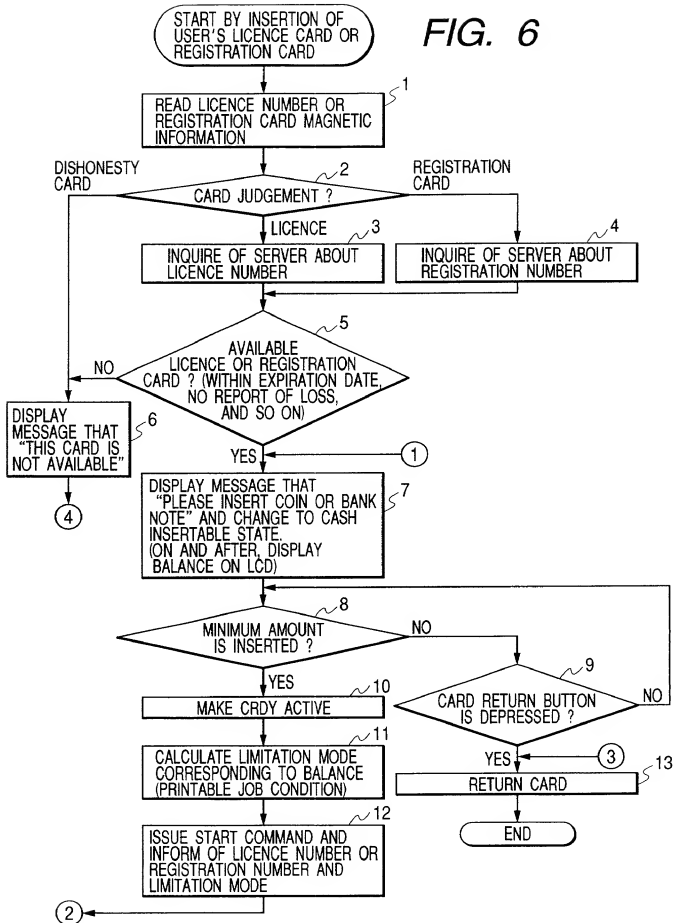 START BY INSERTION OF
USER'S LICENCE CARD OR
REGISTRATION CARD
FIG. 6
1
READ LICENCE NUMBER OR
REGISTRATION CARD MAGNETIC
INFORMATION
DISHONESTY
CARD
2
CARD JUDGEMENT ?
REGISTRATION
CARD
LICENCE
3
INQUIRE OF SERVER ABOUT
LICENCE NUMBER
4
INQUIRE OF SERVER ABOUT
REGISTRATION NUMBER
5
AVAILABLE
LICENCE OR REGISTRATION
CARD ? (WITHIN EXPIRATION DATE,
NO REPORT OF LOSS,
AND SO ON)
NO
DISPLAY
MESSAGE THAT
"THIS CARD IS
NOT AVAILABLE"
6
4
YES
1
DISPLAY MESSAGE THAT
"PLEASE INSERT COIN OR BANK
NOTE" AND CHANGE TO CASH
INSERTABLE STATE.
(ON AND AFTER, DISPLAY
BALANCE ON LCD)
7
8
MINIMUM AMOUNT
IS INSERTED ?
NO
9
CARD RETURN BUTTON
IS DEPRESSED ?
NO
YES
10
MAKE CRDY ACTIVE
11
CALCULATE LIMITATION MODE
CORRESPONDING TO BALANCE
(PRINTABLE JOB CONDITION)
YES
3
13
RETURN CARD
END
12
ISSUE START COMMAND AND
INFORM OF LICENCE NUMBER OR
REGISTRATION NUMBER AND
LIMITATION MODE
2